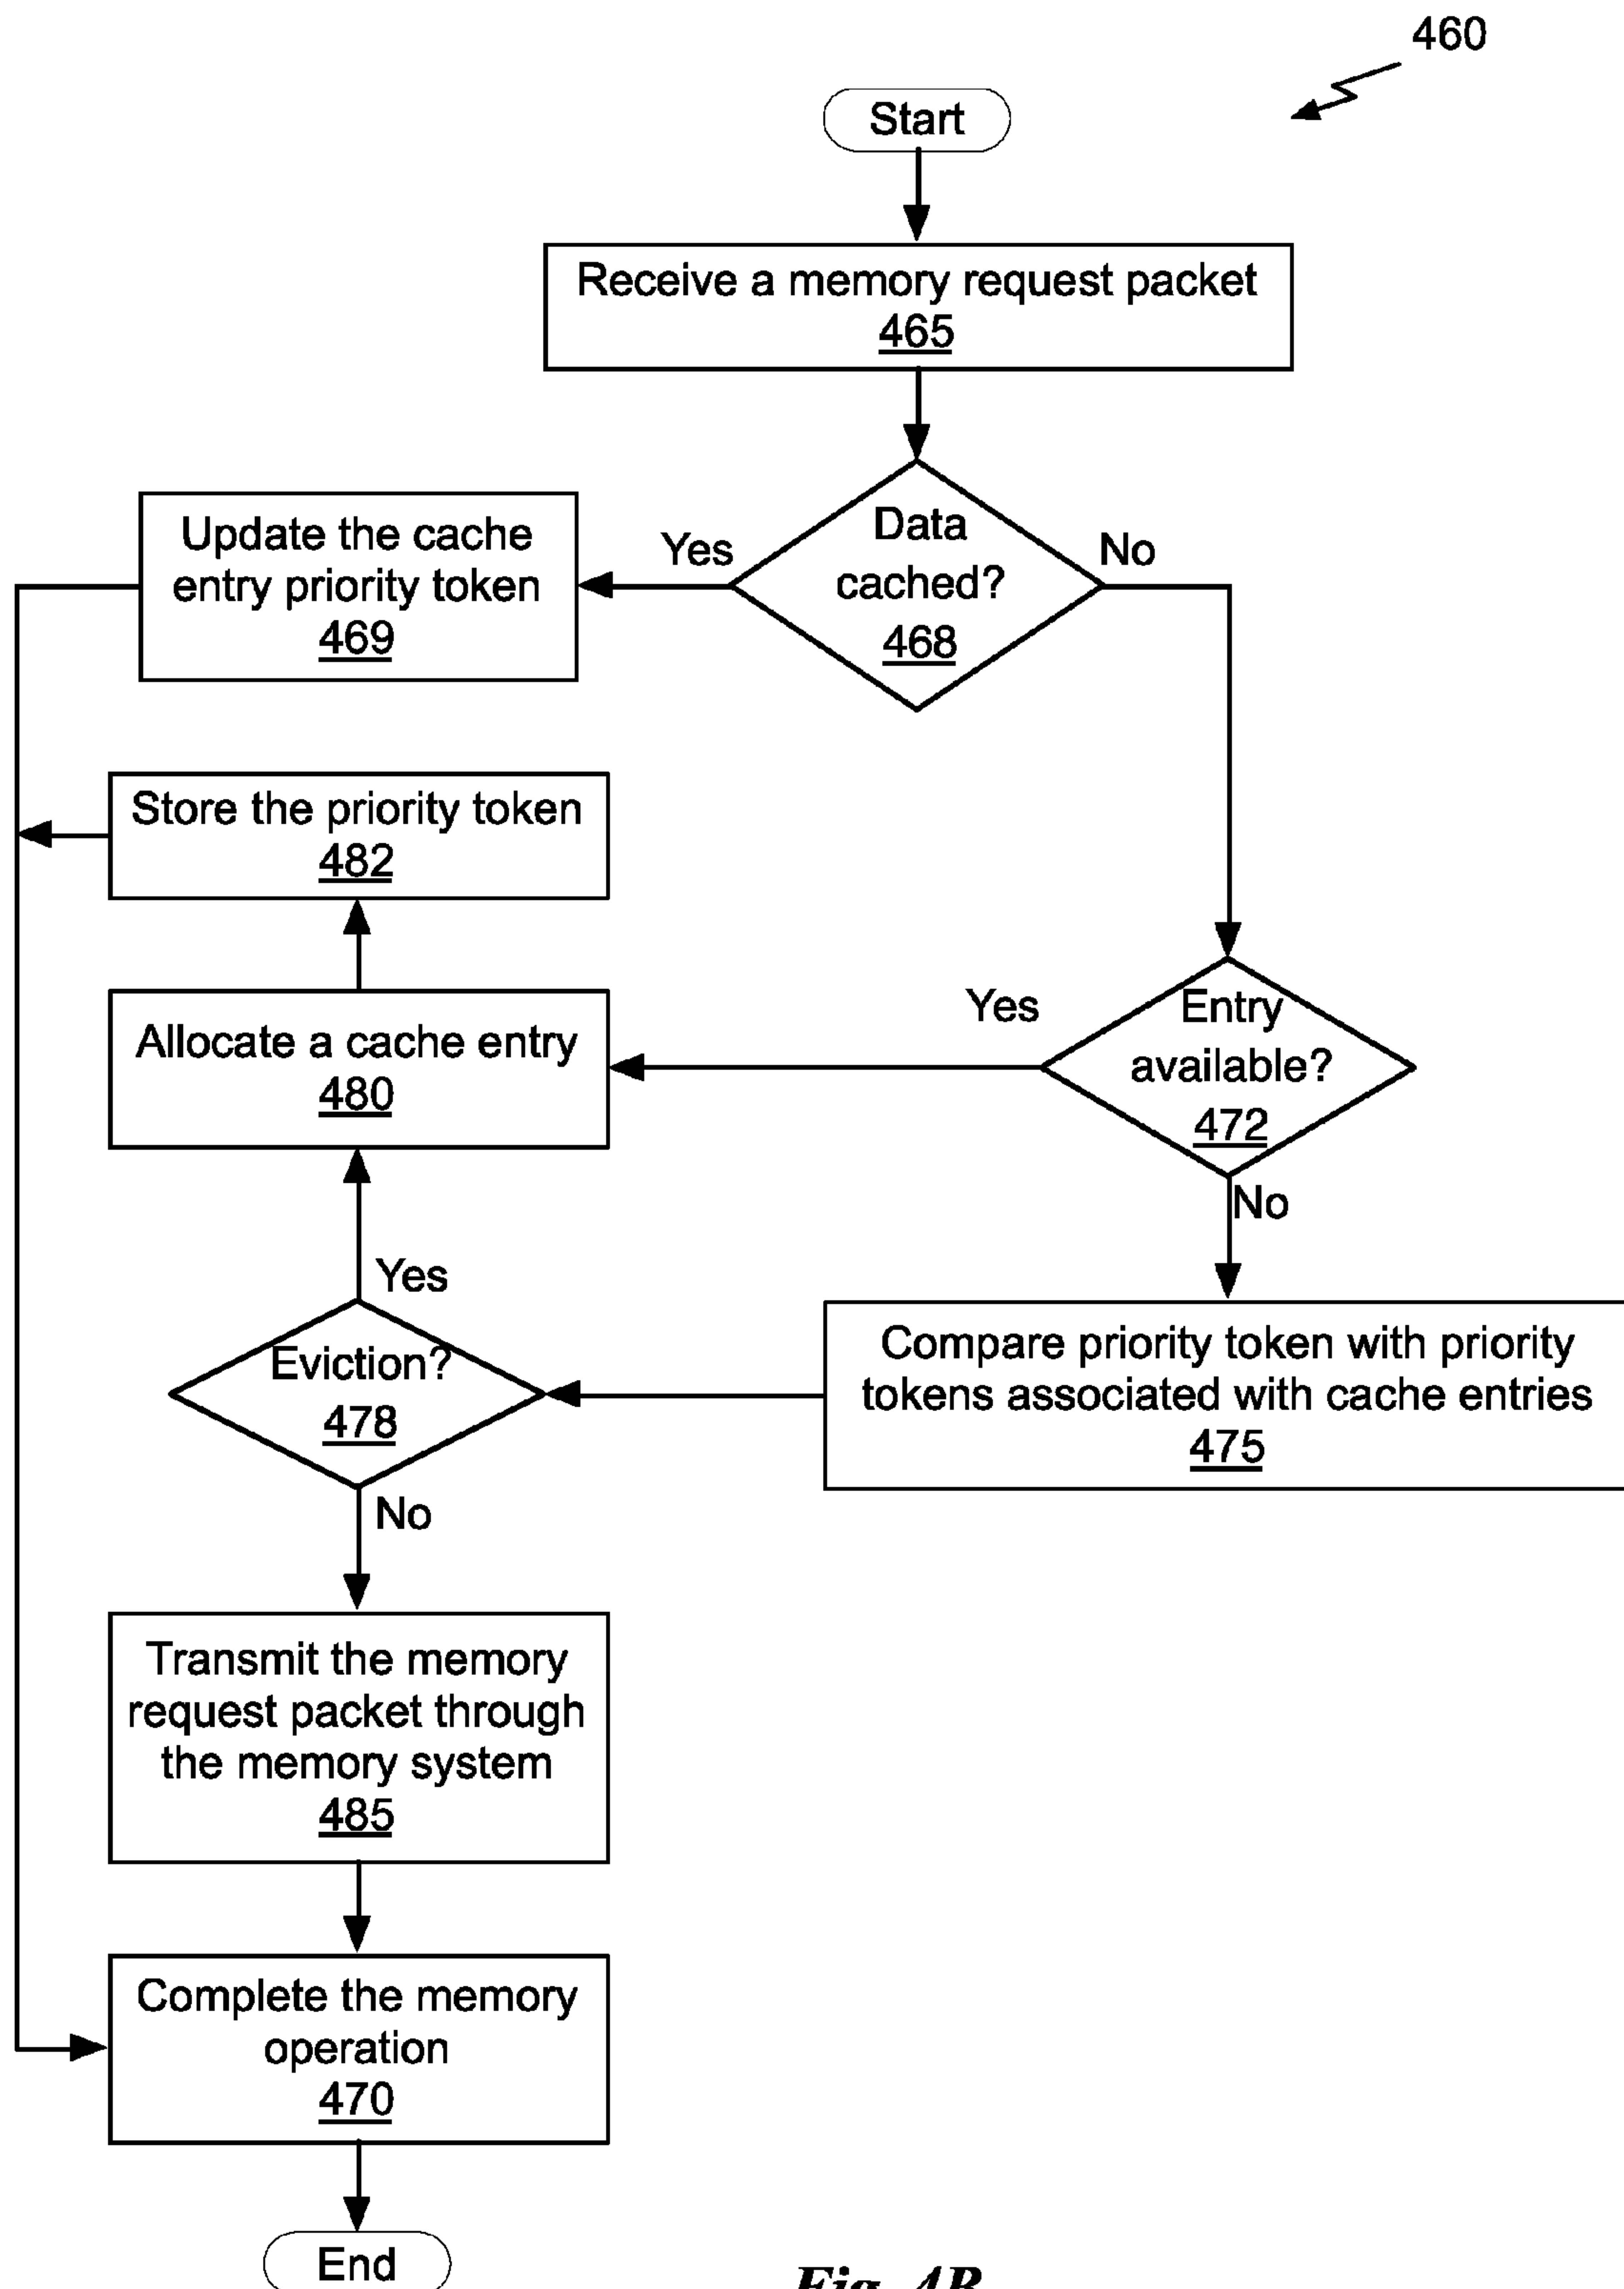 460
Start
Receive a memory request packet
465
Data
cached?
468
Yes
No
Update the cache
entry priority token
469
Store the priority token
482
Allocate a cache entry
480
Yes
Entry
available?
472
No
Compare priority token with priority
tokens associated with cache entries
475
Yes
Eviction?
478
No
Transmit the memory
request packet through
the memory system
485
Complete the memory
operation
470
End
Fig. 4B